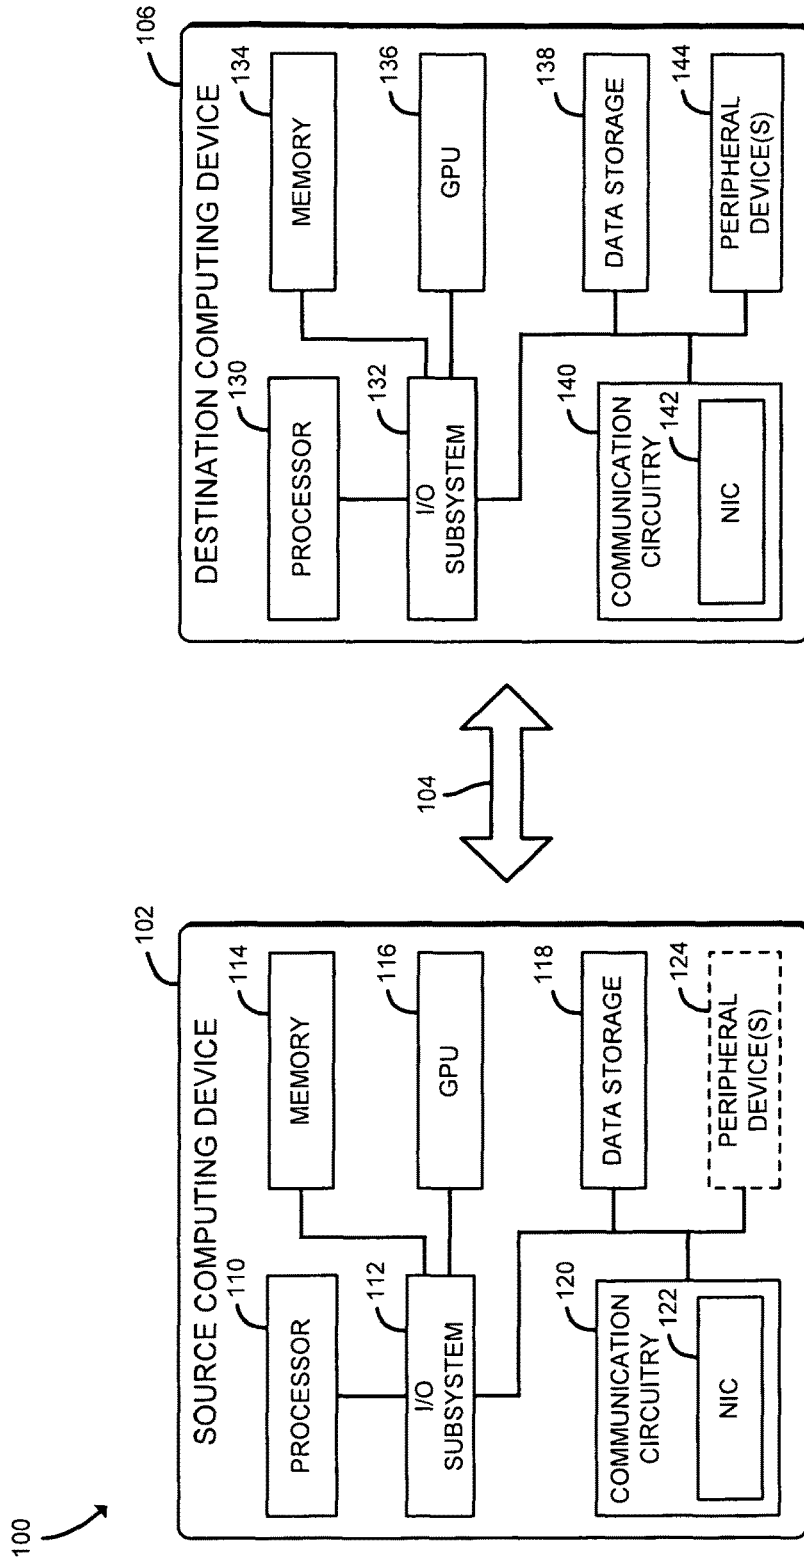 100
SOURCE COMPUTING DEVICE
102
PROCESSOR
110
MEMORY
114
I/O
SUBSYSTEM
112
GPU
116
DATA STORAGE
118
COMMUNICATION
CIRCUITRY
120
NIC
122
PERIPHERAL
DEVICE(S)
124
104
DESTINATION COMPUTING DEVICE
106
PROCESSOR
130
MEMORY
134
I/O
SUBSYSTEM
132
GPU
136
DATA STORAGE
138
COMMUNICATION
CIRCUITRY
140
NIC
142
PERIPHERAL
DEVICE(S)
144